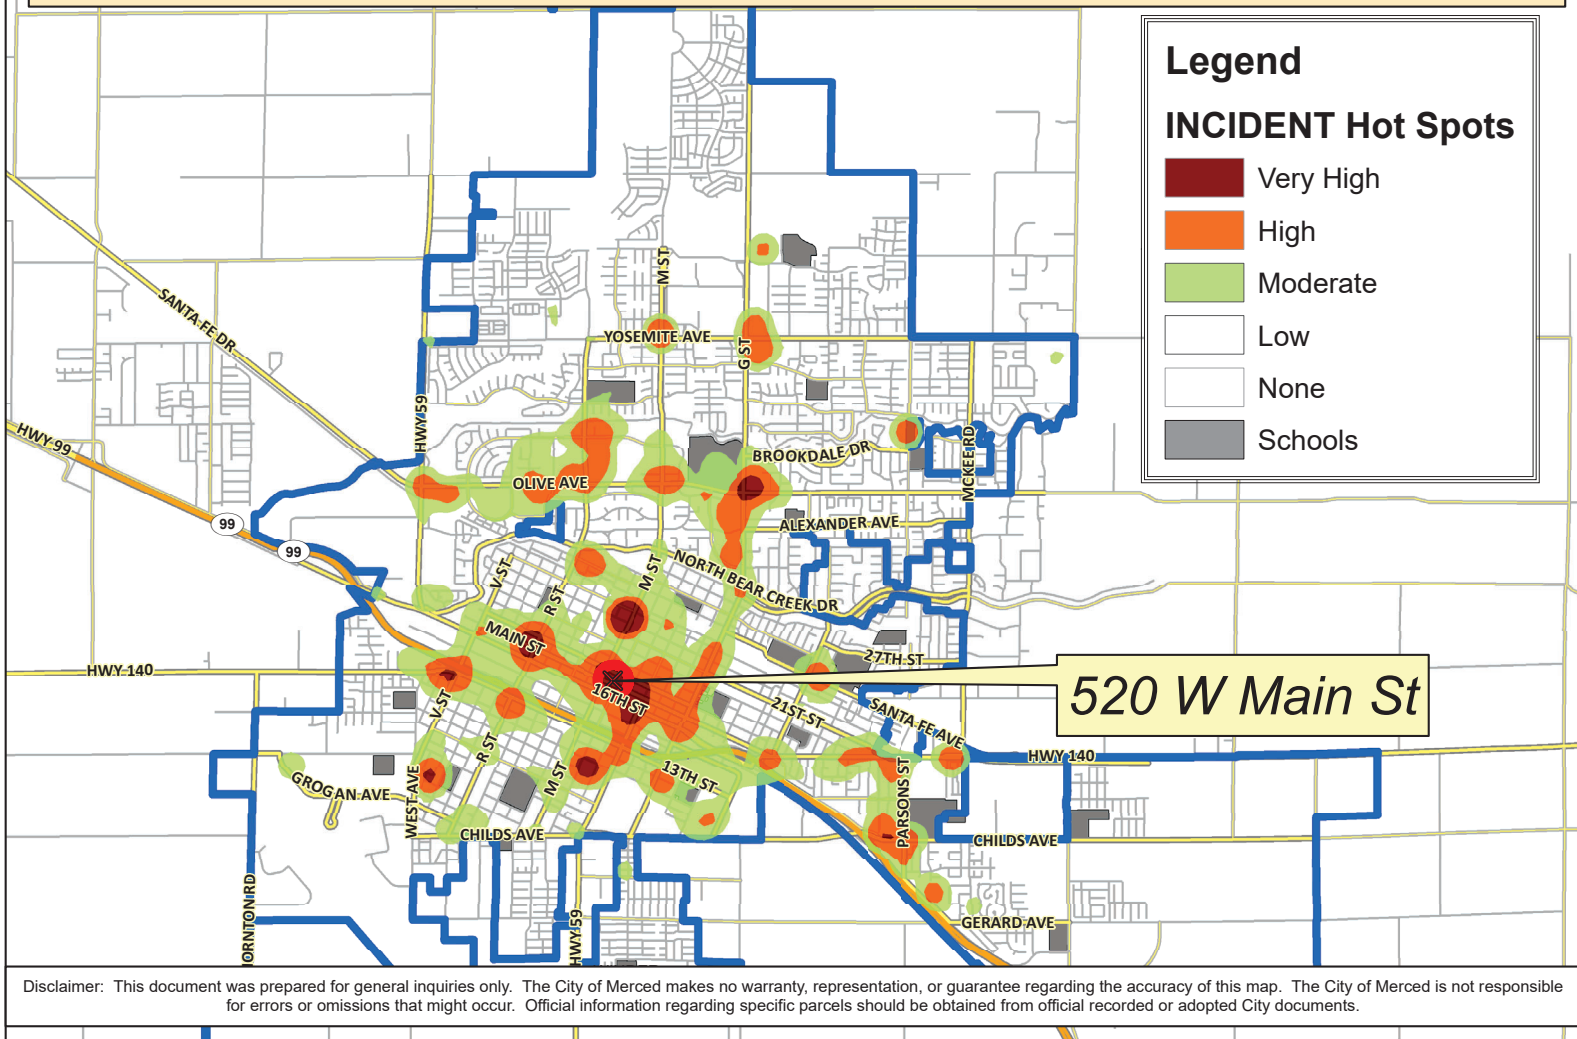 Legend
INCIDENT Hot Spots
Very High
High
Moderate
Low
None
Schools
M ST
SANTA FE DR
YOSEMITE AVE
G ST
HWY 59
HWY 99
BROOKDALE DR
MCKEE RD
OLIVE AVE
99
ALEXANDER AVE
99
V ST
M ST
NORTH BEAR CREEK DR
R ST
MAIN ST
27TH ST
HWY 140
520 W Main St
16TH ST
V ST
21ST ST
SANTA FE AVE
R ST
HWY 140
M ST
13TH ST
GROGAN AVE
WEST AVE
PARSONS ST
CHILDS AVE
CHILDS AVE
HWY 59
GERARD AVE
Disclaimer: This document was prepared for general inquiries only. The City of Merced makes no warranty, representation, or guarantee regarding the accuracy of this map. The City of Merced is not responsible
for errors or omissions that might occur. Official information regarding specific parcels should be obtained from official recorded or adopted City documents.